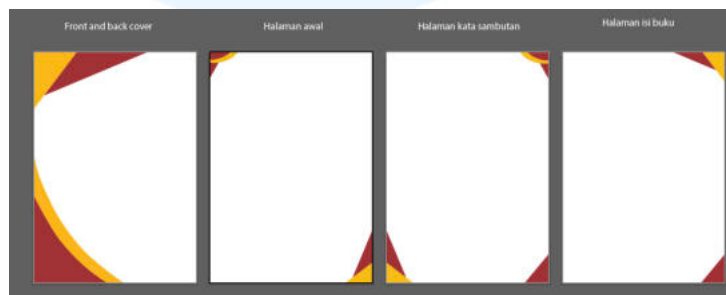 Front and back cover
Halaman awal
Halaman kata sambutan
Halaman isi buku